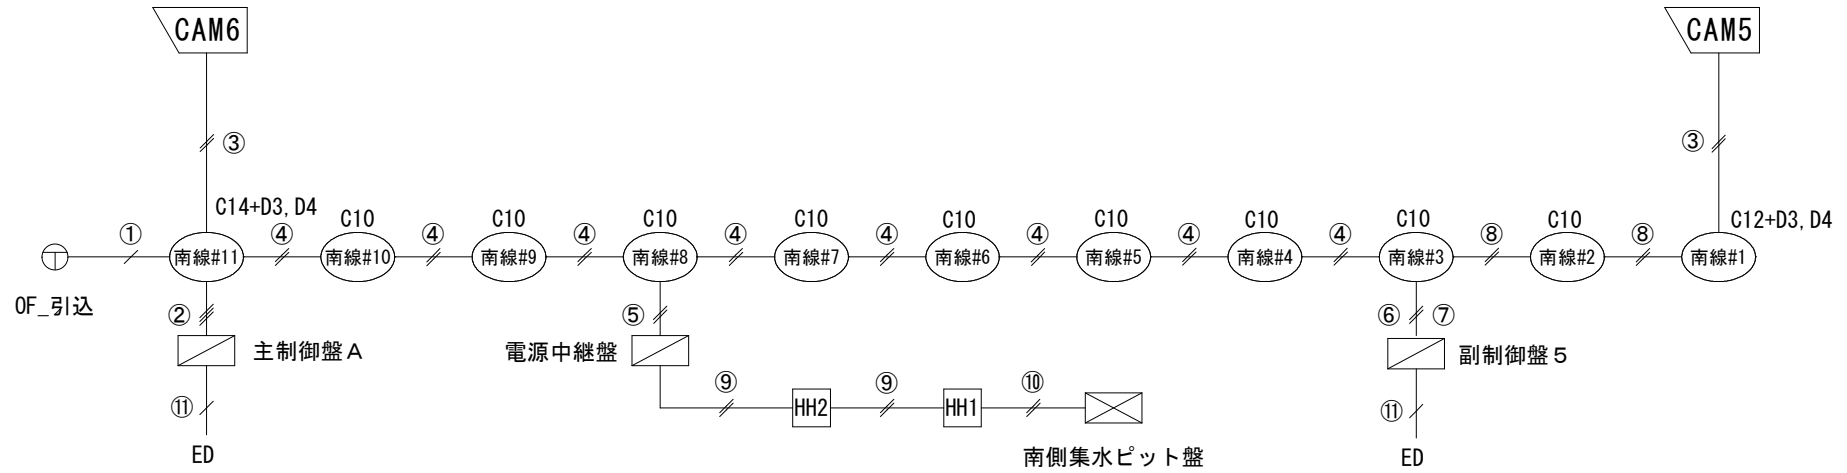 CAM6
CAM5
③
③
C14+D3,D4
C10
C10
C10
C10
C10
C10
C10
C10
C10
C12+D3,D4
①
④
④
④
④
④
④
④
④
⑧
⑧
南線#11
南線#10
南線#9
南線#8
南線#7
南線#6
南線#5
南線#4
南線#3
南線#2
南線#1
OF_引込
②
⑤
⑥
⑦
主制御盤A
電源中継盤
副制御盤5
⑨
⑨
⑩
⑪
HH2
HH1
⑪
ED
南側集水ピット盤
ED